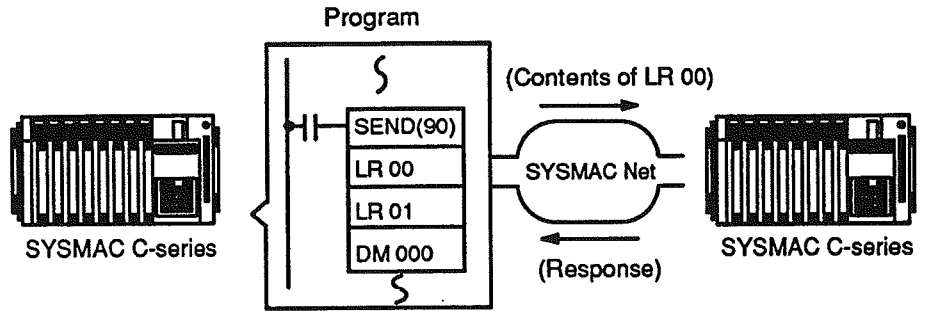 Program
(Contents of LR 00)
SEND(90)
LR 00
SYSMAC Net
LR 01
DM 000
SYSMAC C-series
SYSMAC C-series
(Response)